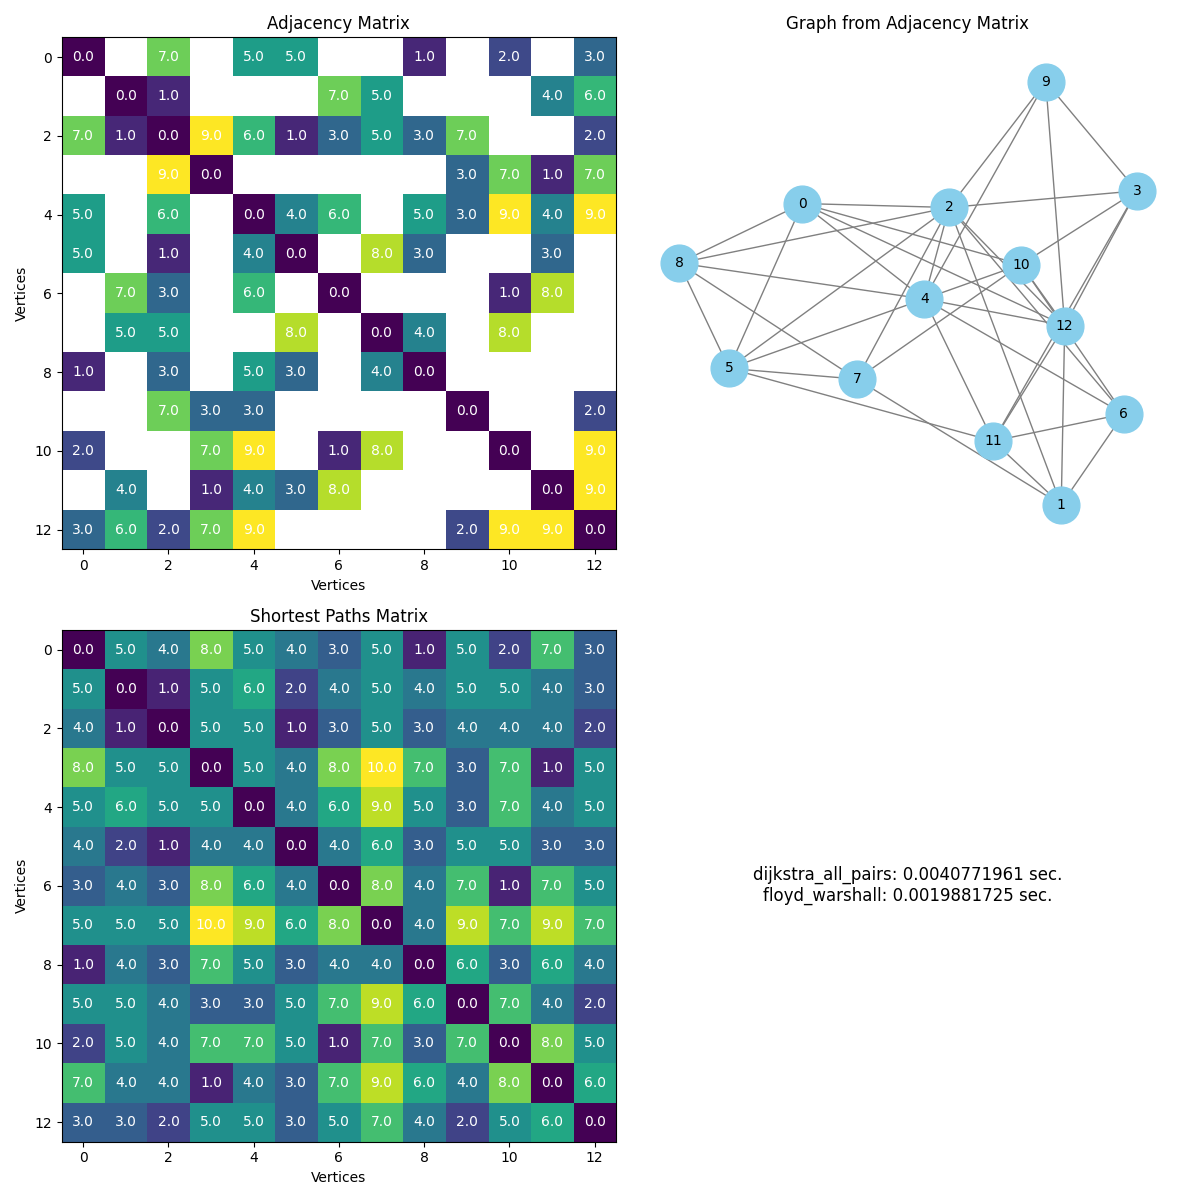 Adjacency Matrix
0 0.0 7.0 5.0 5.0 1.0 2.0 3.0
0.0 1.0 7.0 5.0 4.0 6.0
2 7.0 1.0 0.0 9.0 6.0 1.0 3.0 5.0 3.0 7.0 2.0
9.0 0.0 3.0 7.0 1.0 7.0
4 5.0 6.0 0.0 4.0 6.0 5.0 3.0 9.0 4.0 9.0
5.0 1.0 4.0 0.0 8.0 3.0 3.0
6 7.0 3.0 6.0 0.0 1.0 8.0
5.0 5.0 8.0 0.0 4.0 8.0
8 1.0 3.0 5.0 3.0 4.0 0.0
7.0 3.0 3.0 0.0 2.0
10 2.0 7.0 9.0 1.0 8.0 0.0 9.0
4.0 1.0 4.0 3.0 8.0 0.0 9.0
12 3.0 6.0 2.0 7.0 9.0 2.0 9.0 9.0 0.0
0 2 4 6 8 10 12
Vertices
Vertices
Graph from Adjacency Matrix
9
3
0
2
8
10
4
12
5
7
6
11
1
Shortest Paths Matrix
0 0.0 5.0 4.0 8.0 5.0 4.0 3.0 5.0 1.0 5.0 2.0 7.0 3.0
5.0 0.0 1.0 5.0 6.0 2.0 4.0 5.0 4.0 5.0 5.0 4.0 3.0
2 4.0 1.0 0.0 5.0 5.0 1.0 3.0 5.0 3.0 4.0 4.0 4.0 2.0
8.0 5.0 5.0 0.0 5.0 4.0 8.0 10.0 7.0 3.0 7.0 1.0 5.0
4 5.0 6.0 5.0 5.0 0.0 4.0 6.0 9.0 5.0 3.0 7.0 4.0 5.0
4.0 2.0 1.0 4.0 4.0 0.0 4.0 6.0 3.0 5.0 5.0 3.0 3.0
6 3.0 4.0 3.0 8.0 6.0 4.0 0.0 8.0 4.0 7.0 1.0 7.0 5.0
5.0 5.0 5.0 10.0 9.0 6.0 8.0 0.0 4.0 9.0 7.0 9.0 7.0
8 1.0 4.0 3.0 7.0 5.0 3.0 4.0 4.0 0.0 6.0 3.0 6.0 4.0
5.0 5.0 4.0 3.0 3.0 5.0 7.0 9.0 6.0 0.0 7.0 4.0 2.0
10 2.0 5.0 4.0 7.0 7.0 5.0 1.0 7.0 3.0 7.0 0.0 8.0 5.0
7.0 4.0 4.0 1.0 4.0 3.0 7.0 9.0 6.0 4.0 8.0 0.0 6.0
12 3.0 3.0 2.0 5.0 5.0 3.0 5.0 7.0 4.0 2.0 5.0 6.0 0.0
0 2 4 6 8 10 12
Vertices
Vertices
dijkstra_all_pairs: 0.0040771961 sec.
floyd_warshall: 0.0019881725 sec.